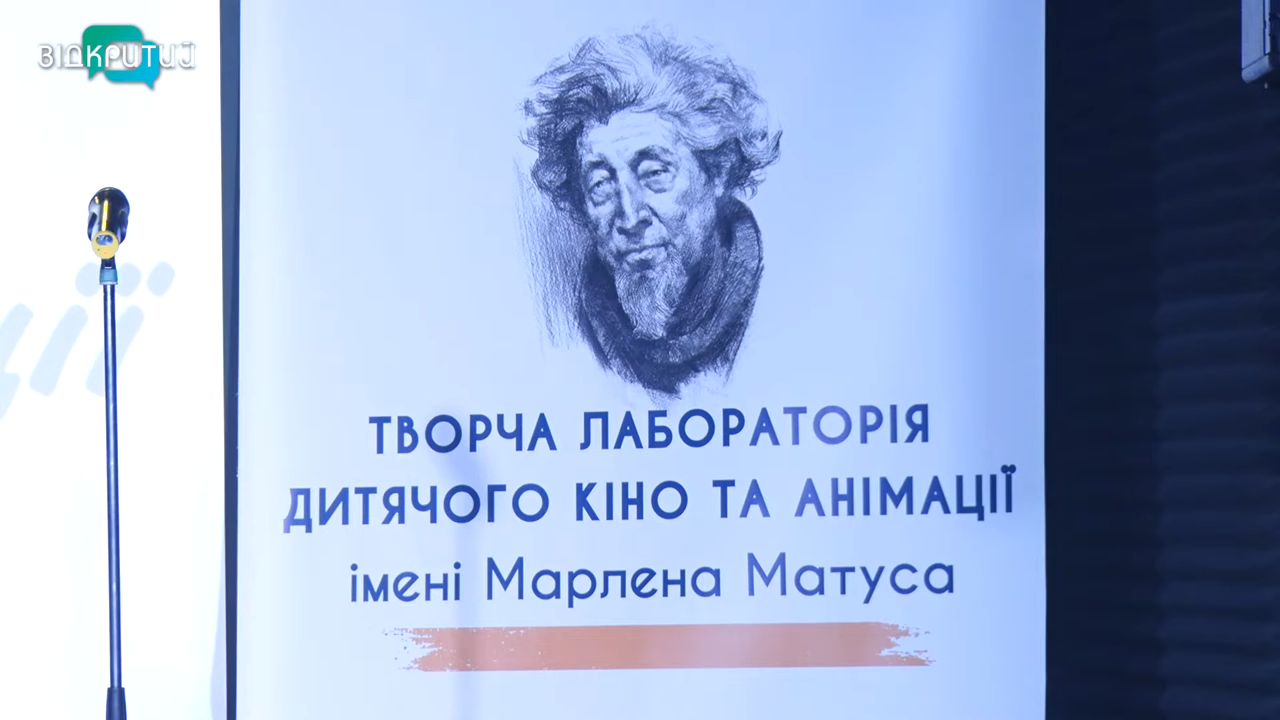 ВІДКРИТИЙ
ТВОРЧА ЛАБОРАТОРІЯ
ДИТЯЧОГО КІНО ТА АНІМАЦІЇ
імені Марлена Матуса